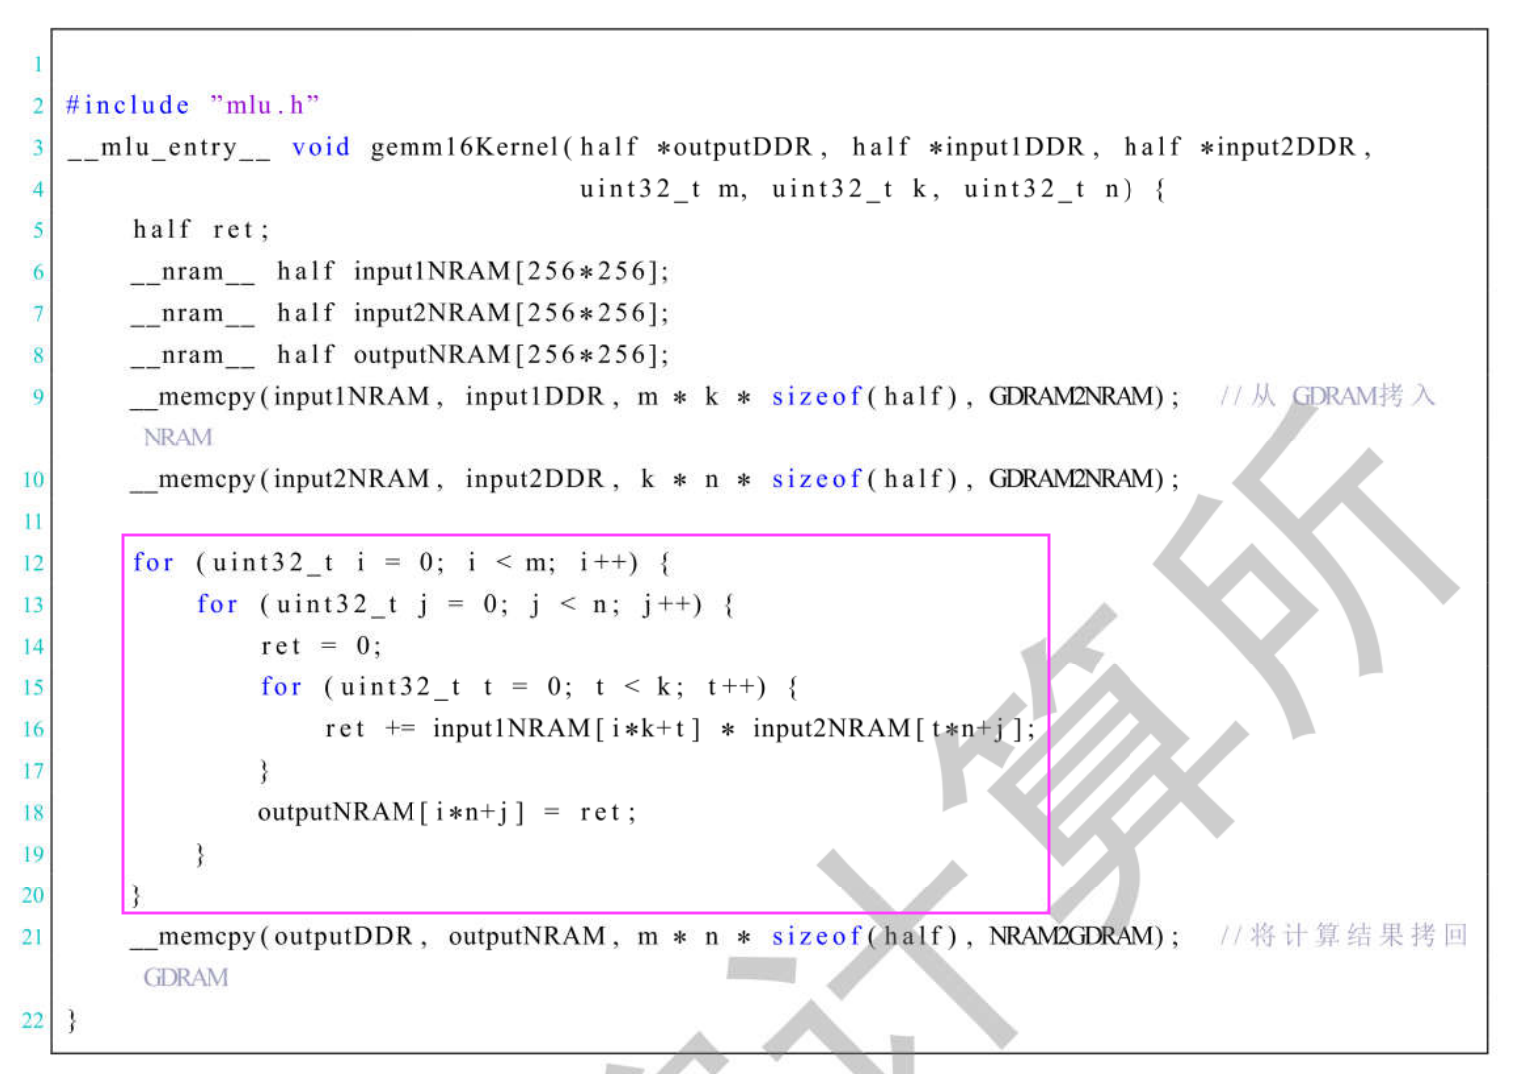 1
2 #include ”mlu.h”
3 __mlu_entry__ void gemm16Kernel(half *outputDDR, half *input1DDR, half *input2DDR,
4 uint32_t m, uint32_t k, uint32_t n) {
5 half ret;
6 __nram__ half input1NRAM[256*256];
7 __nram__ half input2NRAM[256*256];
8 __nram__ half outputNRAM[256*256];
9 __memcpy(input1NRAM, input1DDR, m * k * sizeof(half), GDRAM2NRAM); //从 GDRAM拷入
NRAM
10 __memcpy(input2NRAM, input2DDR, k * n * sizeof(half), GDRAM2NRAM);
11
12 for (uint32_t i = 0; i < m; i++) {
13 for (uint32_t j = 0; j < n; j++) {
14 ret = 0;
15 for (uint32_t t = 0; t < k; t++) {
16 ret += input1NRAM[i*k+t] * input2NRAM[t*n+j];
17 }
18 outputNRAM[i*n+j] = ret;
19 }
20 }
21 __memcpy(outputDDR, outputNRAM, m * n * sizeof(half), NRAM2GDRAM); //将计算结果拷回
GDRAM
22 }
计算所